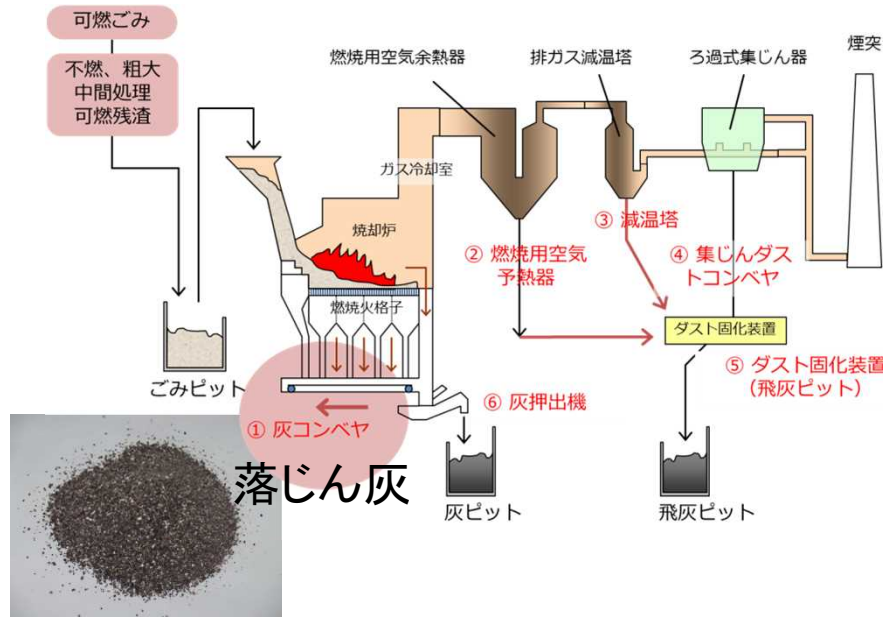 可燃ごみ
不燃、粗大
中間処理
可燃残渣
燃焼用空気余熱器
排ガス減温塔
ろ過式集じん器
煙突
ガス冷却室
焼却炉
③ 減温塔
② 燃焼用空気
予熱器
④ 集じんダス
トコンベヤ
燃焼火格子
ダスト固化装置
ごみピット
⑤ ダスト固化装置
（飛灰ピット）
⑥ 灰押出機
① 灰コンベヤ
落じん灰
灰ピット
飛灰ピット